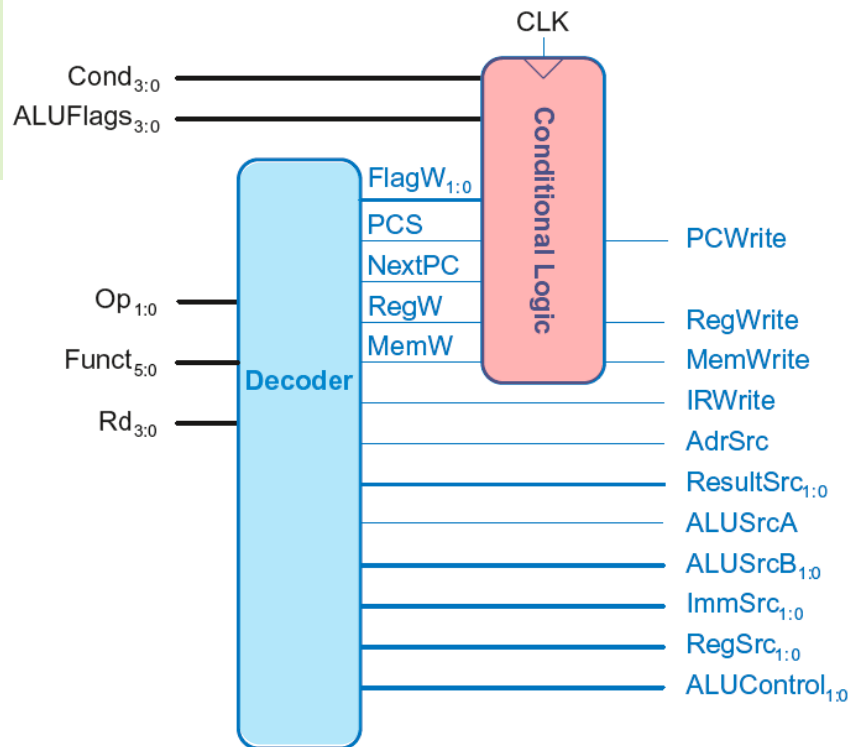 CLK
Cond3:0
ALUFlags3:0
Conditional Logic
FlagW1:0
PCS
NextPC
RegW
MemW
PCWrite
RegWrite
MemWrite
Op1:0
Funct5:0
Rd3:0
Decoder
IRWrite
AdrSrc
ResultSrc1:0
ALUSrcA
ALUSrcB1:0
ImmSrc1:0
RegSrc1:0
ALUControl1:0